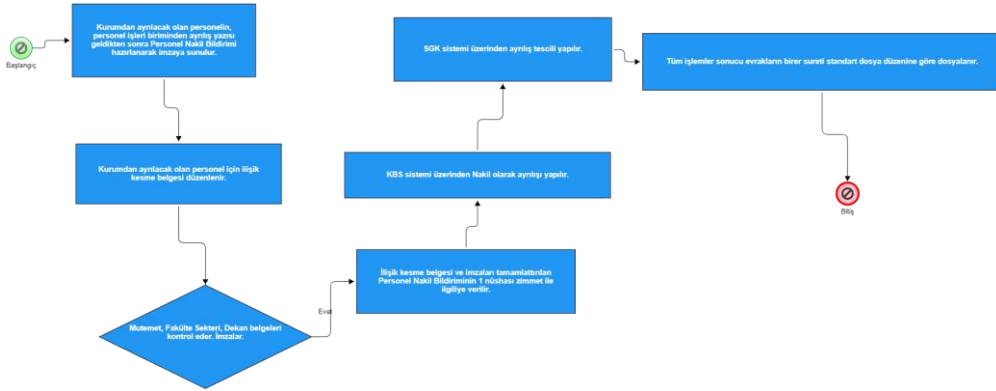 Başlangıç
Kurumdan ayrılacak olan personelin,
personel işleri biriminden ayrılış yazısı
geldikten sonra Personel Nakil Bildirimi
hazırlanarak imzaya sunulur.
Kurumdan ayrılacak olan personel için ilişik
kesme belgesi düzenlenir.
Mutemet, Fakülte Sekteri, Dekan belgeleri
kontrol eder. İmzalar.
Evet
İlişik kesme belgesi ve imzaları tamamlattırılan
Personel Nakil Bildiriminin 1 nüshası zimmet ile
ilgiliye verilir.
KBS sistemi üzerinden Nakil olarak ayrılışı yapılır.
SGK sistemi üzerinden ayrılış tescili yapılır.
Tüm işlemler sonucu evrakların birer sureti standart dosya düzenine göre dosyalanır.
Bitiş